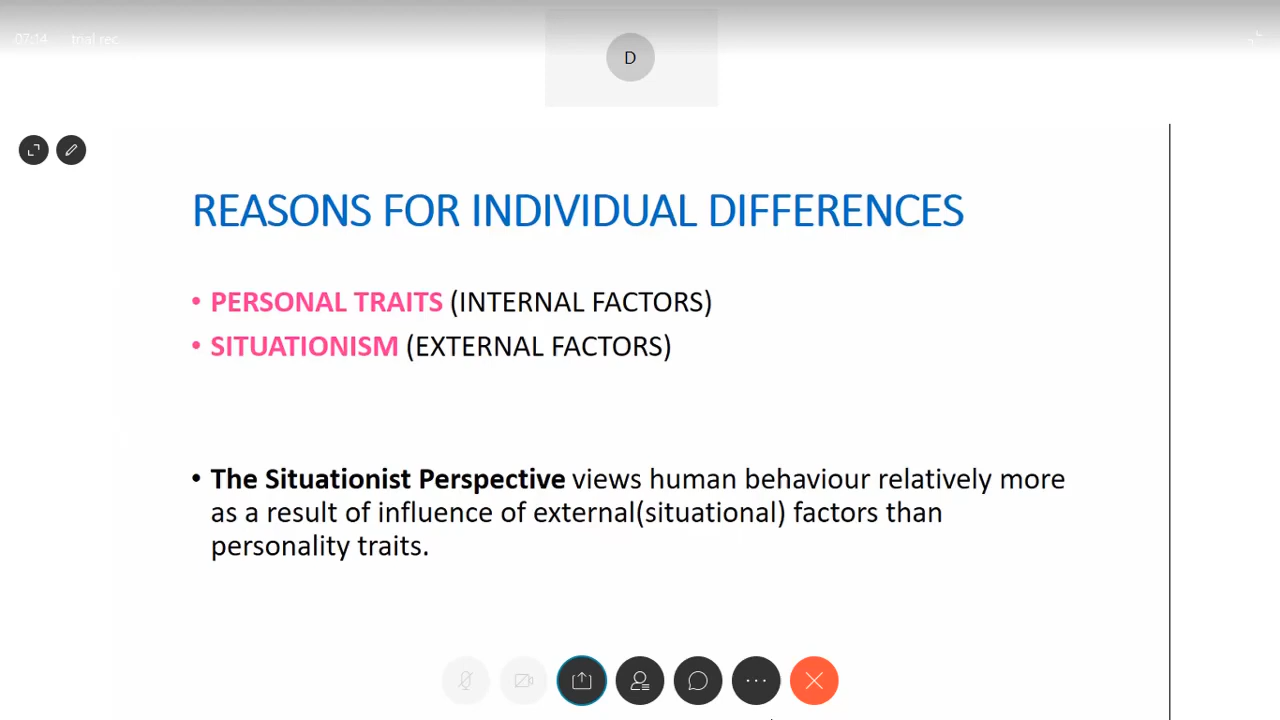 07:14 trial rec
D
REASONS FOR INDIVIDUAL DIFFERENCES
• PERSONAL TRAITS (INTERNAL FACTORS)
• SITUATIONISM (EXTERNAL FACTORS)
• The Situationist Perspective views human behaviour relatively more
as a result of influence of external(situational) factors than
personality traits.